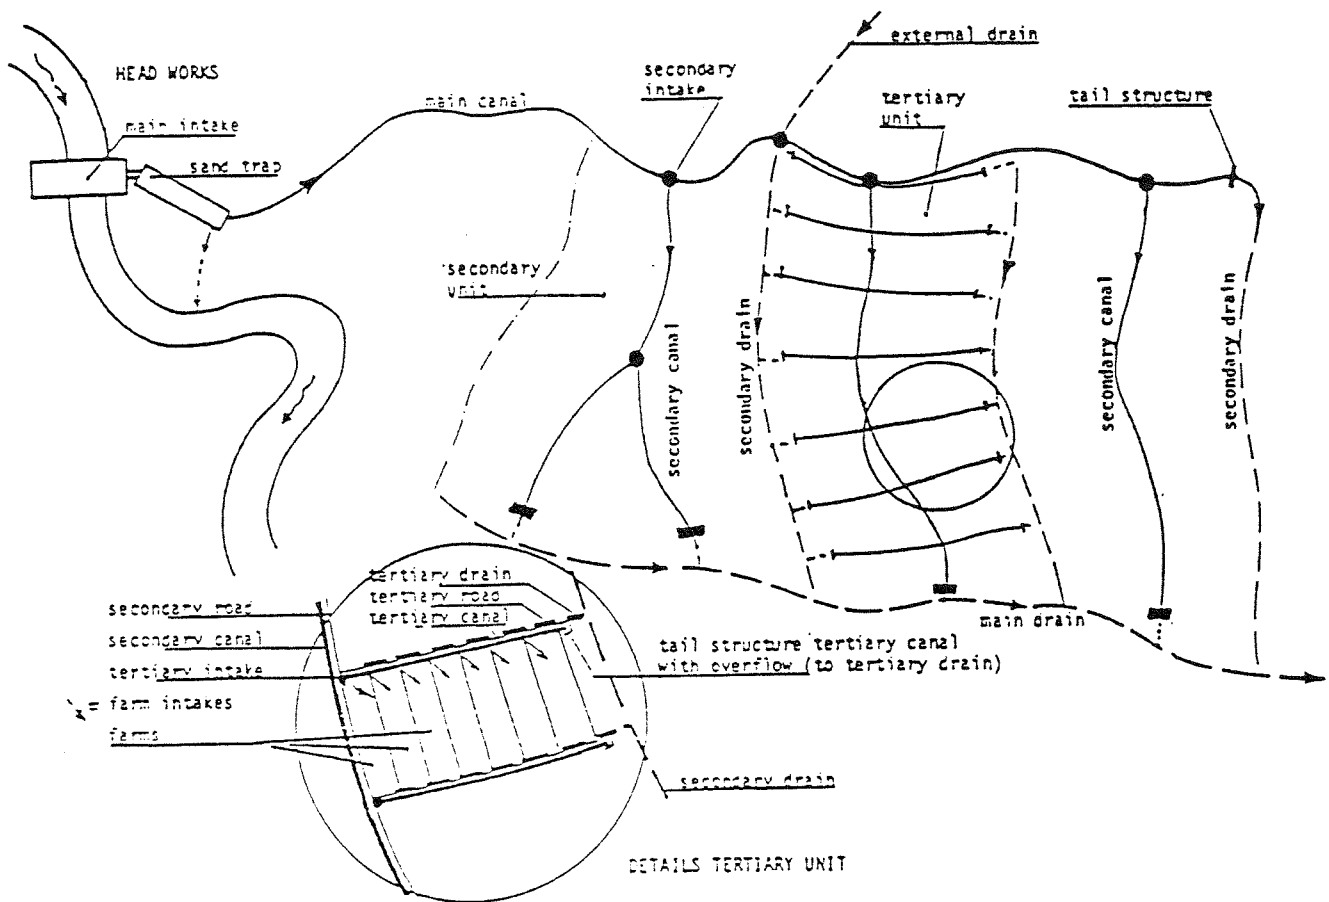 HEAD WORKS
main intake
sand trap
main canal
secondary
intake
external drain
tertiary
unit
tail structure
secondary
unit
secondary canal
secondary drain
secondary canal
secondary drain
main drain
tertiary drain
tertiary road
tertiary canal
secondary road
secondary canal
tertiary intake
= farm intakes
farms
tail structure tertiary canal
with overflow (to tertiary drain)
secondary drain
DETAILS TERTIARY UNIT